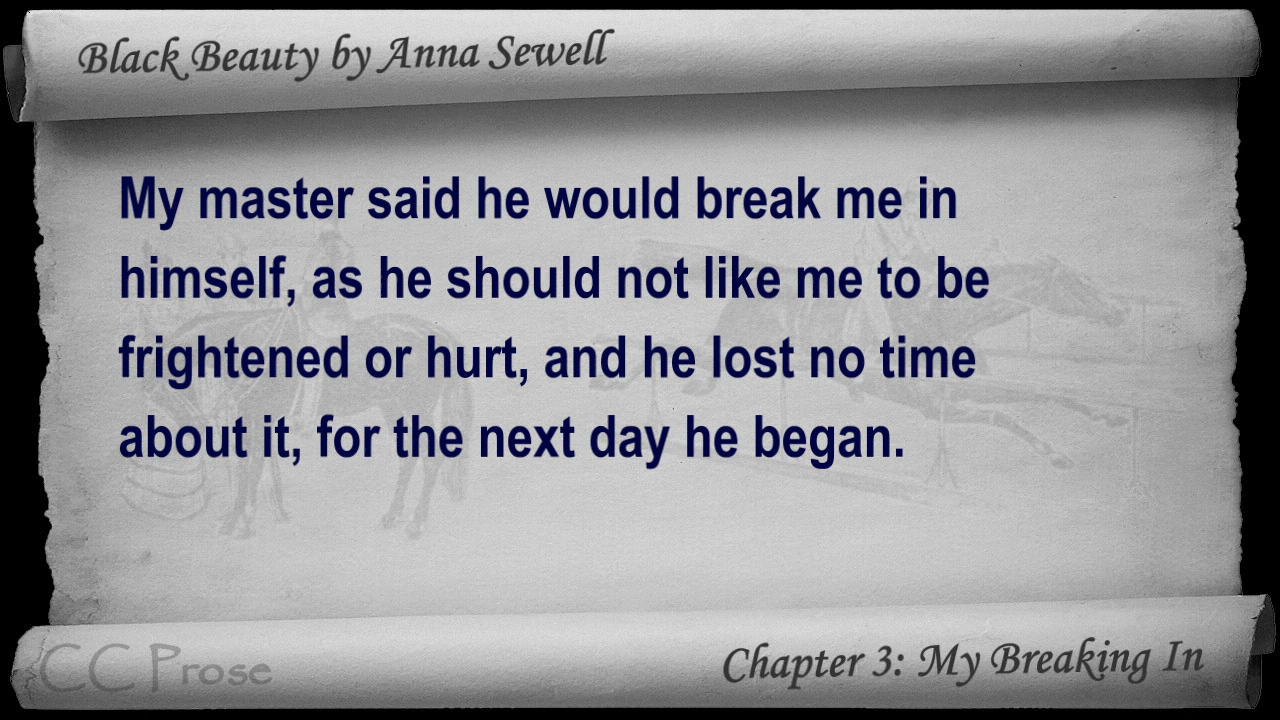 Black Beauty by Anna Sewell
My master said he would break me in
himself, as he should not like me to be
frightened or hurt, and he lost no time
about it, for the next day he began.
CC Prose
Chapter 3: My Breaking In